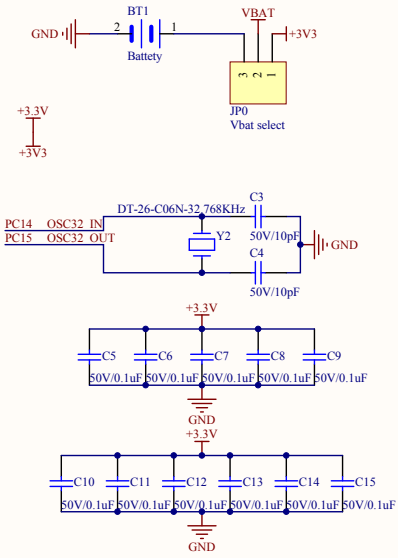 BT1
VBAT
GND
2
1
+3V3
Battety
3
2
1
JP0
Vbat select
+3.3V
+3V3
C3
DT-26-C06N-32.768KHz
PC14 OSC32_IN
PC15 OSC32_OUT
Y2
50V/10pF
GND
C4
50V/10pF
+3.3V
C5 C6 C7 C8 C9
50V/0.1uF 50V/0.1uF 50V/0.1uF 50V/0.1uF 50V/0.1uF
GND
+3.3V
C10 C11 C12 C13 C14 C15
50V/0.1uF 50V/0.1uF 50V/0.1uF 50V/0.1uF 50V/0.1uF 50V/0.1uF
GND